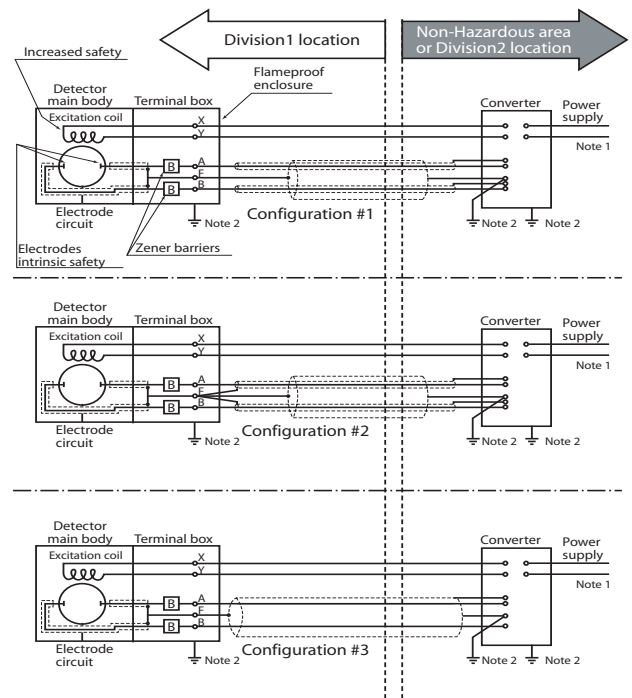 Division1 location
Non-Hazardous area
or Division2 location
Increased safety
Flameproof
enclosure
Detector
main body
Terminal box
Converter
Power
supply
Excitation coil
X
Y
Note 1
B
A
E
B
B
Electrode
circuit
Note 2
Configuration #1
Note 2
Note 2
Electrodes
intrinsic safety
Zener barriers
Detector
main body
Terminal box
Converter
Power
supply
Excitation coil
X
Y
Note 1
B
A
E
B
B
Electrode
circuit
Note 2
Configuration #2
Note 2
Note 2
Detector
main body
Terminal box
Converter
Power
supply
Excitation coil
X
Y
Note 1
B
A
E
B
B
Electrode
circuit
Note 2
Configuration #3
Note 2
Note 2